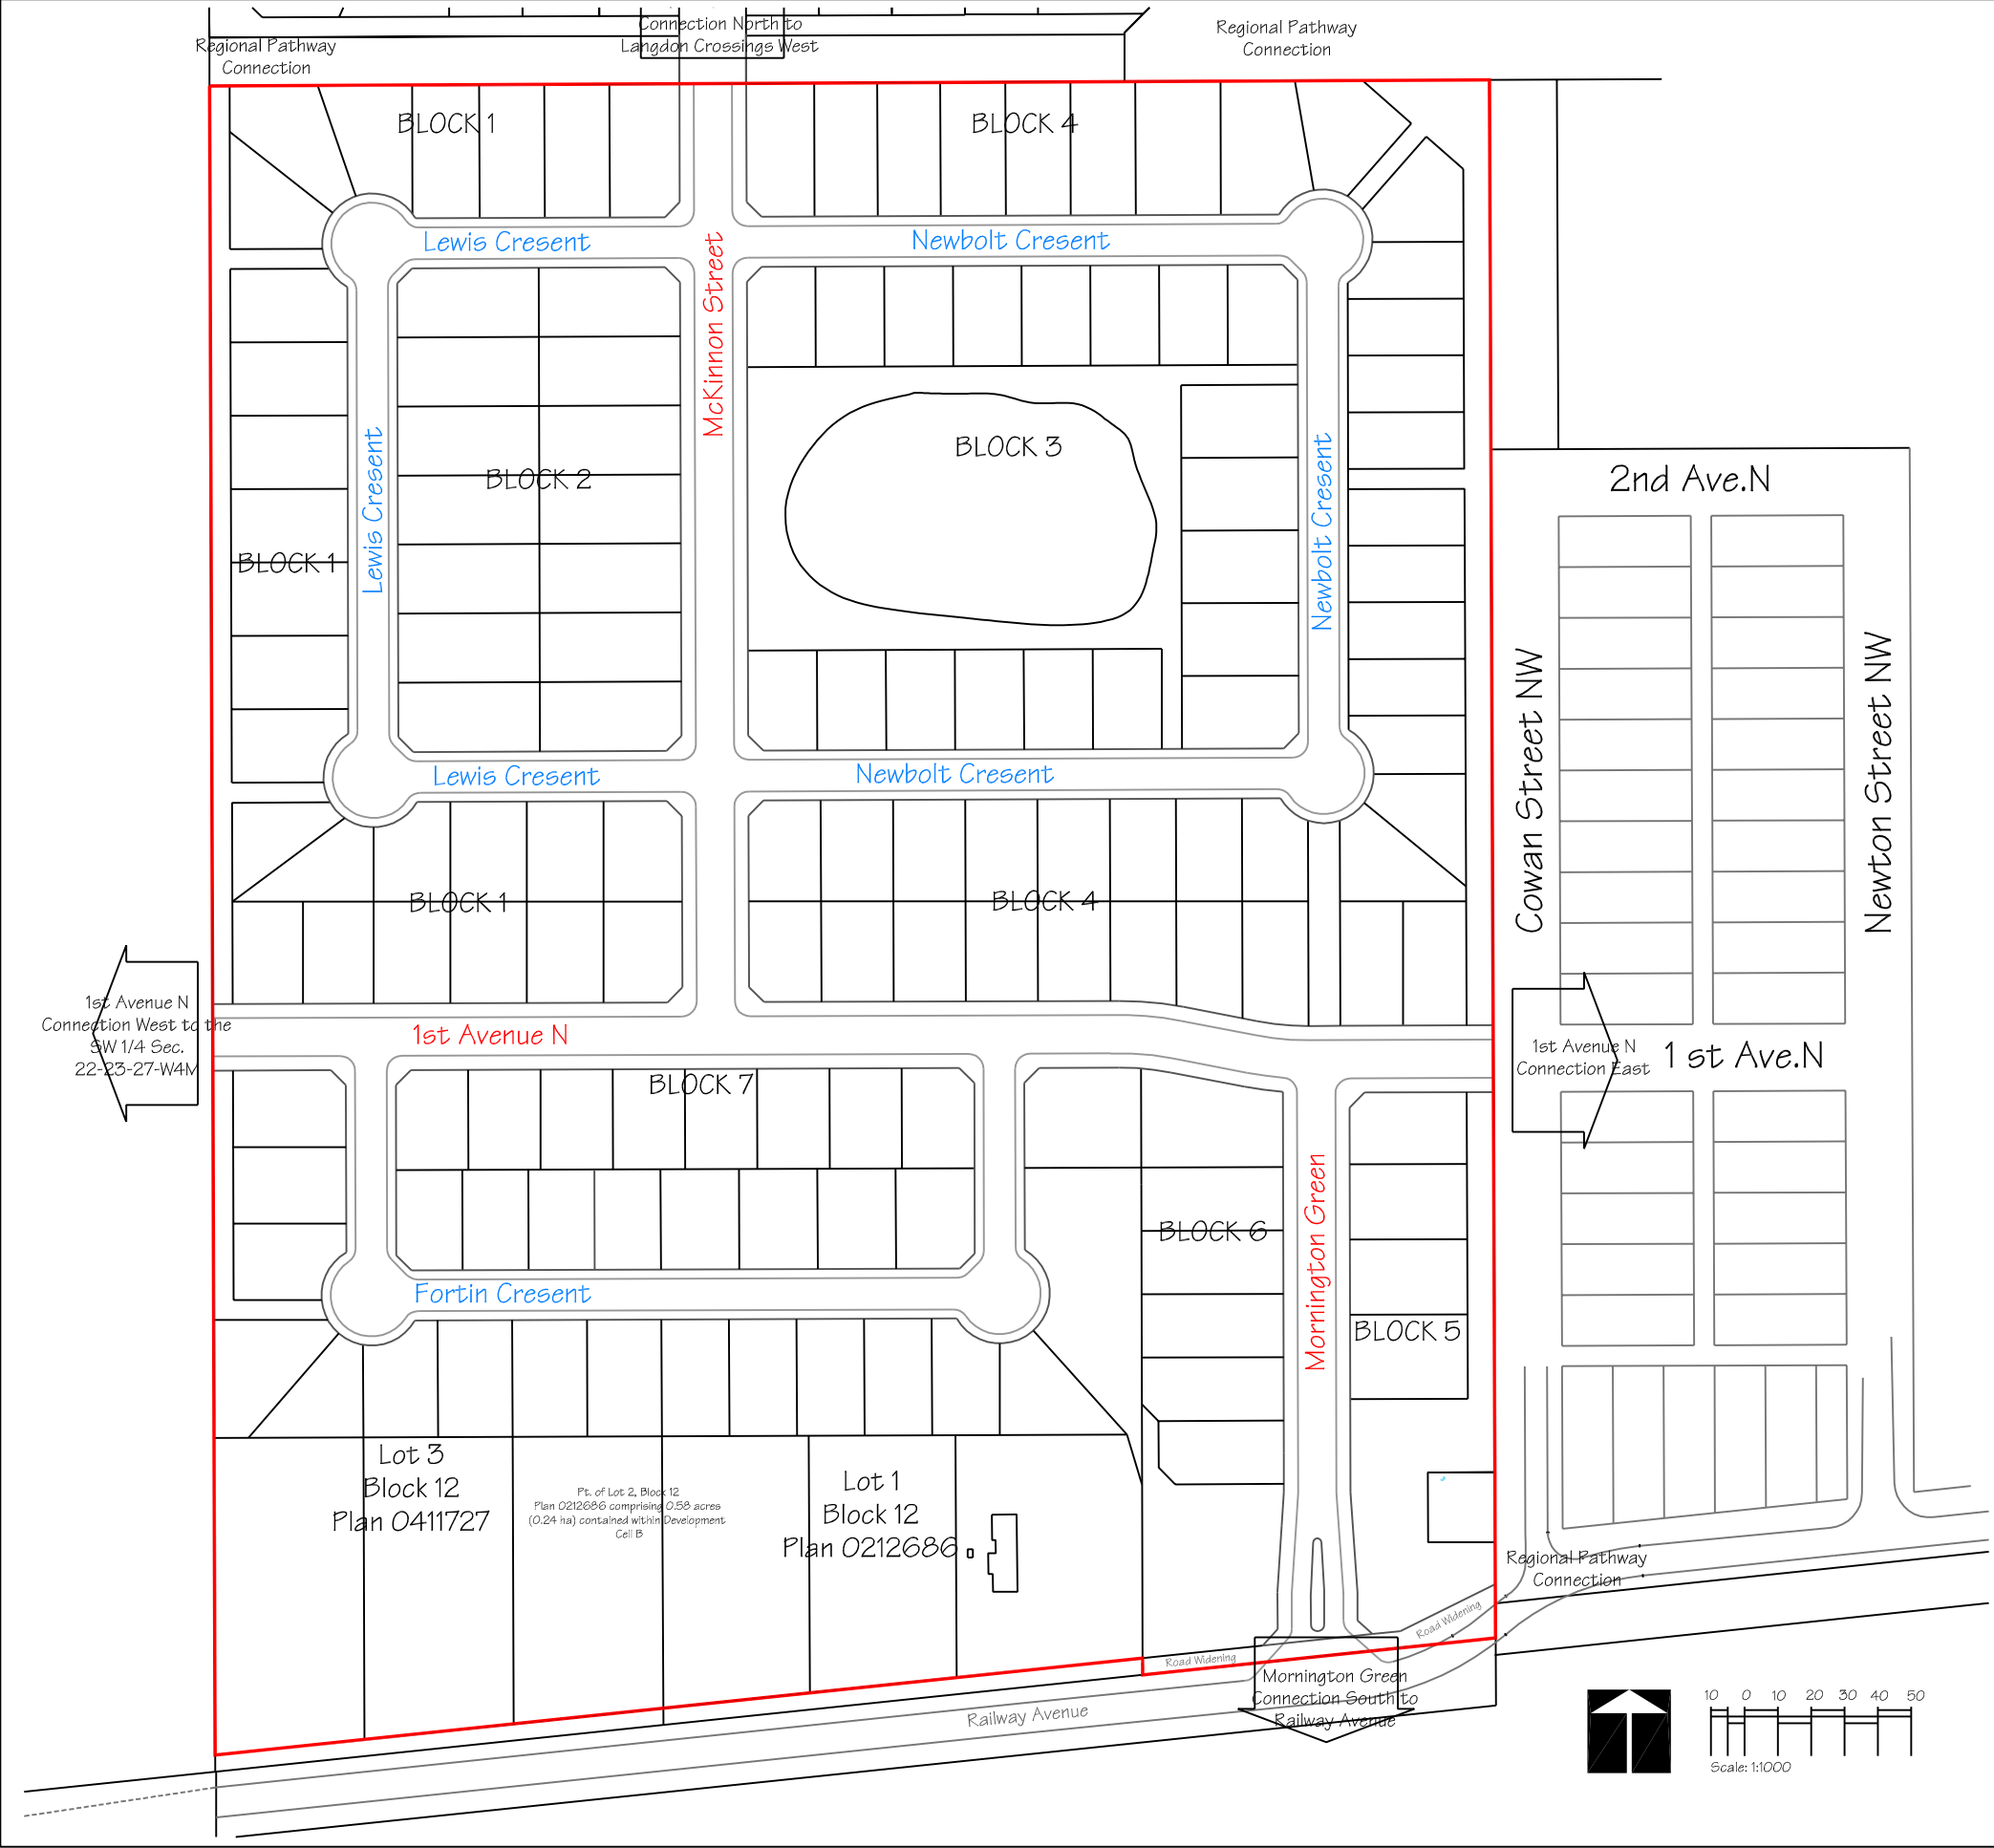 Connection North to
Langdon Crossings West
Regional Pathway
Connection
Regional Pathway
Connection
BLOCK 1
BLOCK 4
Lewis Cresent
Newbolt Cresent
McKinnon Street
BLOCK 3
BLOCK 2
Lewis Cresent
Newbolt Cresent
BLOCK 1
2nd Ave.N
Cowan Street NW
Newton Street NW
Lewis Cresent
Newbolt Cresent
BLOCK 1
BLOCK 4
1st Avenue N
Connection West to the
SW 1/4 Sec.
22-23-27-W4M
1st Avenue N
1st Avenue N
Connection East
1 st Ave.N
BLOCK 7
BLOCK 6
Mornington Green
Fortin Cresent
BLOCK 5
Lot 3
Block 12
Plan 0411727
Pt. of Lot 2, Block 12
Plan 0212686 comprising 0.58 acres
(0.24 ha) contained within Development
Cell B
Lot 1
Block 12
Plan 0212686
Regional Pathway
Connection
Road Widening
Road Widening
Mornington Green
Connection South to
Railway Avenue
Railway Avenue
10 0 10 20 30 40 50
Scale: 1:1000